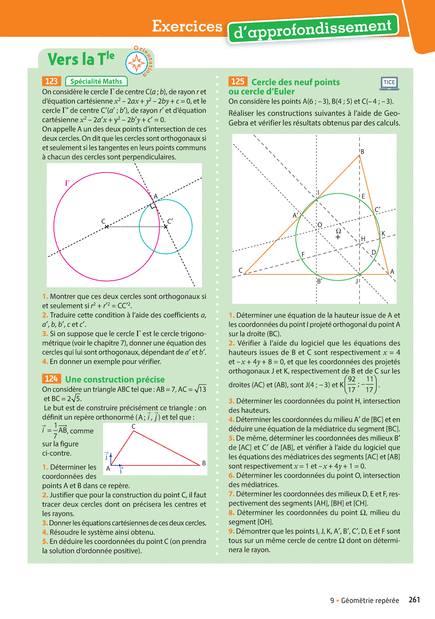 Exercices d'approfondissement
Vers la Tle
Orientation
123 Spécialité Maths
On considère le cercle Γ de centre C(a ; b), de rayon r et
d'équation cartésienne x² – 2ax + y² – 2by + c = 0, et le
cercle Γ' de centre C'(a' ; b'), de rayon r' et d'équation
cartésienne x² – 2a'x + y² – 2b'y + c' = 0.
On appelle A un des deux points d'intersection de ces
deux cercles. On dit que les cercles sont orthogonaux si
et seulement si les tangentes en leurs points communs
à chacun des cercles sont perpendiculaires.
Γ
A
C
C'
1. Montrer que ces deux cercles sont orthogonaux si
et seulement si r² + r'² = CC'².
2. Traduire cette condition à l'aide des coefficients a,
a', b, b', c et c'.
3. Si on suppose que le cercle Γ est le cercle trigono-
métrique (voir le chapitre 7), donner une équation des
cercles qui lui sont orthogonaux, dépendant de a' et b'.
4. En donner un exemple pour vérifier.
124 Une construction précise
On considère un triangle ABC tel que : AB = 7, AC = √13
et BC = 2√5.
Le but est de construire précisément ce triangle : on
définit un repère orthonormé (A ; i, j) et tel que :
i = 1/7 AB, comme
sur la figure
ci-contre.
C
j
A
i
B
1. Déterminer les
coordonnées des
points A et B dans ce repère.
2. Justifier que pour la construction du point C, il faut
tracer deux cercles dont on précisera les centres et
les rayons.
3. Donner les équations cartésiennes de ces deux cercles.
4. Résoudre le système ainsi obtenu.
5. En déduire les coordonnées du point C (on prendra
la solution d'ordonnée positive).
125 Cercle des neuf points
ou cercle d'Euler
TICE
On considère les points A(6 ; –3), B(4 ; 5) et C(–4 ; –3).
Réaliser les constructions suivantes à l'aide de Geo-
Gebra et vérifier les résultats obtenus par des calculs.
B
I
E
A'
C'
O
Ω
K
H
F
D
C
B'
J
A
1. Déterminer une équation de la hauteur issue de A et
les coordonnées du point I projeté orthogonal du point A
sur la droite (BC).
2. Vérifier à l'aide du logiciel que les équations des
hauteurs issues de B et C sont respectivement x = 4
et –x + 4y + 8 = 0, et que les coordonnées des projetés
orthogonaux J et K, respectivement de B et de C sur les
droites (AC) et (AB), sont J(4 ; –3) et K(92/17 ; –11/17).
3. Déterminer les coordonnées du point H, intersection
des hauteurs.
4. Déterminer les coordonnées du milieu A' de [BC] et en
déduire une équation de la médiatrice du segment [BC].
5. De même, déterminer les coordonnées des milieux B'
de [AC] et C' de [AB], et vérifier à l'aide du logiciel que
les équations des médiatrices des segments [AC] et [AB]
sont respectivement x = 1 et –x + 4y + 1 = 0.
6. Déterminer les coordonnées du point O, intersection
des médiatrices.
7. Déterminer les coordonnées des milieux D, E et F, res-
pectivement des segments [AH], [BH] et [CH].
8. Déterminer les coordonnées du point Ω, milieu du
segment [OH].
9. Démontrer que les points I, J, K, A', B', C', D, E et F sont
tous sur un même cercle de centre Ω dont on détermi-
nera le rayon.
9 • Géométrie repérée 261